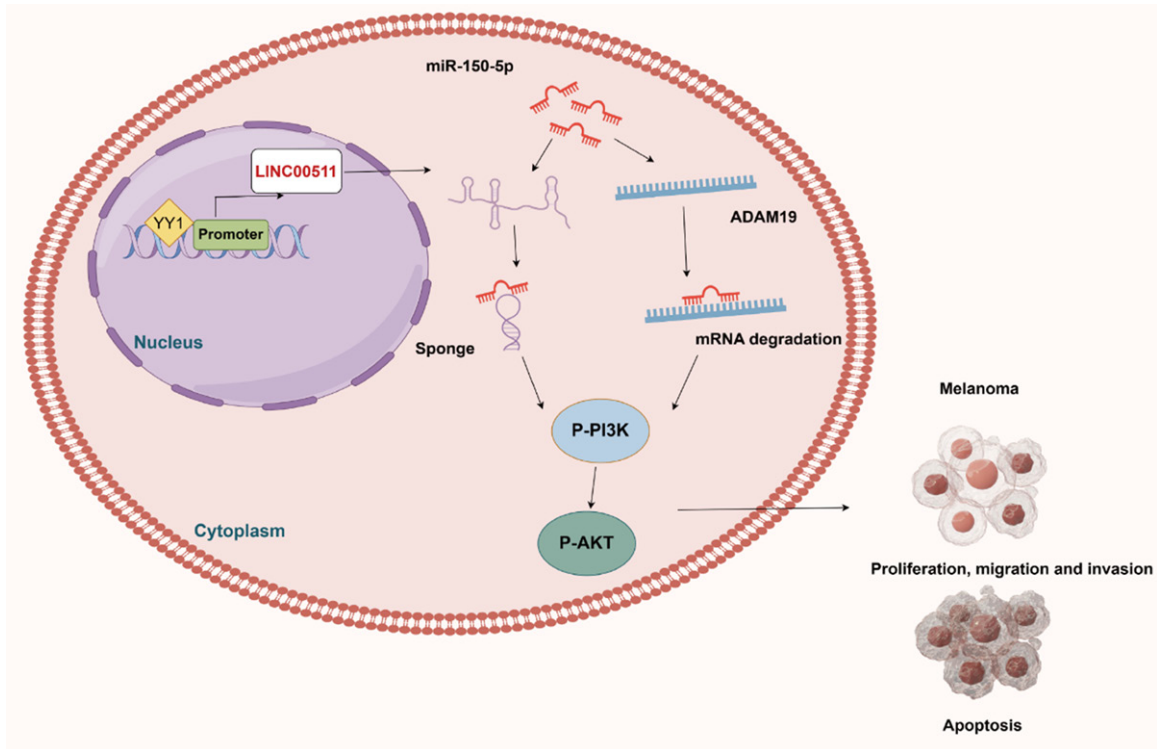 miR-150-5p
LINC00511
YY1
Promoter
ADAM19
Nucleus
Sponge
mRNA degradation
Melanoma
P-PI3K
Cytoplasm
P-AKT
Proliferation, migration and invasion
Apoptosis